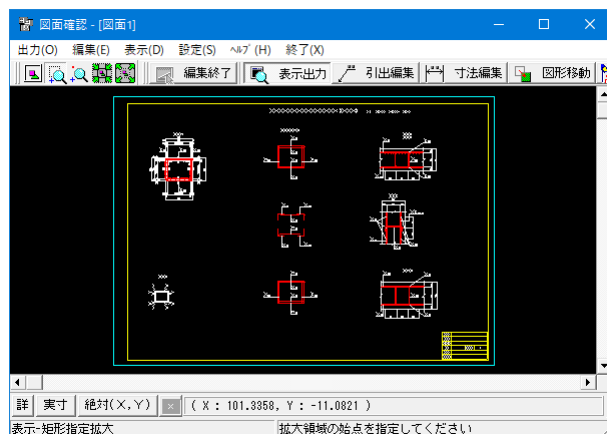 図面確認 - [図面1]
出力(O) 編集(E) 表示(D) 設定(S) ヘルプ(H) 終了(X)
編集終了 表示出力 引出編集 寸法編集 図形移動
詳 実寸 絶対(X,Y) × ( X : 101.3358, Y : -11.0821 )
表示-矩形指定拡大 拡大領域の始点を指定してください